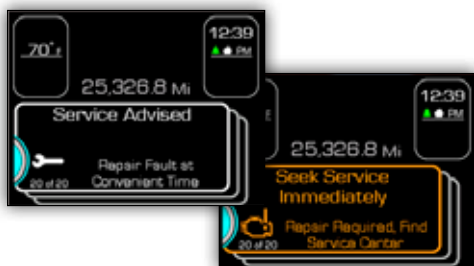 70° F
12:39
PM
25,326.8 Mi
Service Advised
Repair Fault at
Convenient Time
20 of 20
12:39
PM
25,326.8 Mi
Seek Service
Immediately
Repair Required, Find
Service Center
20 of 20